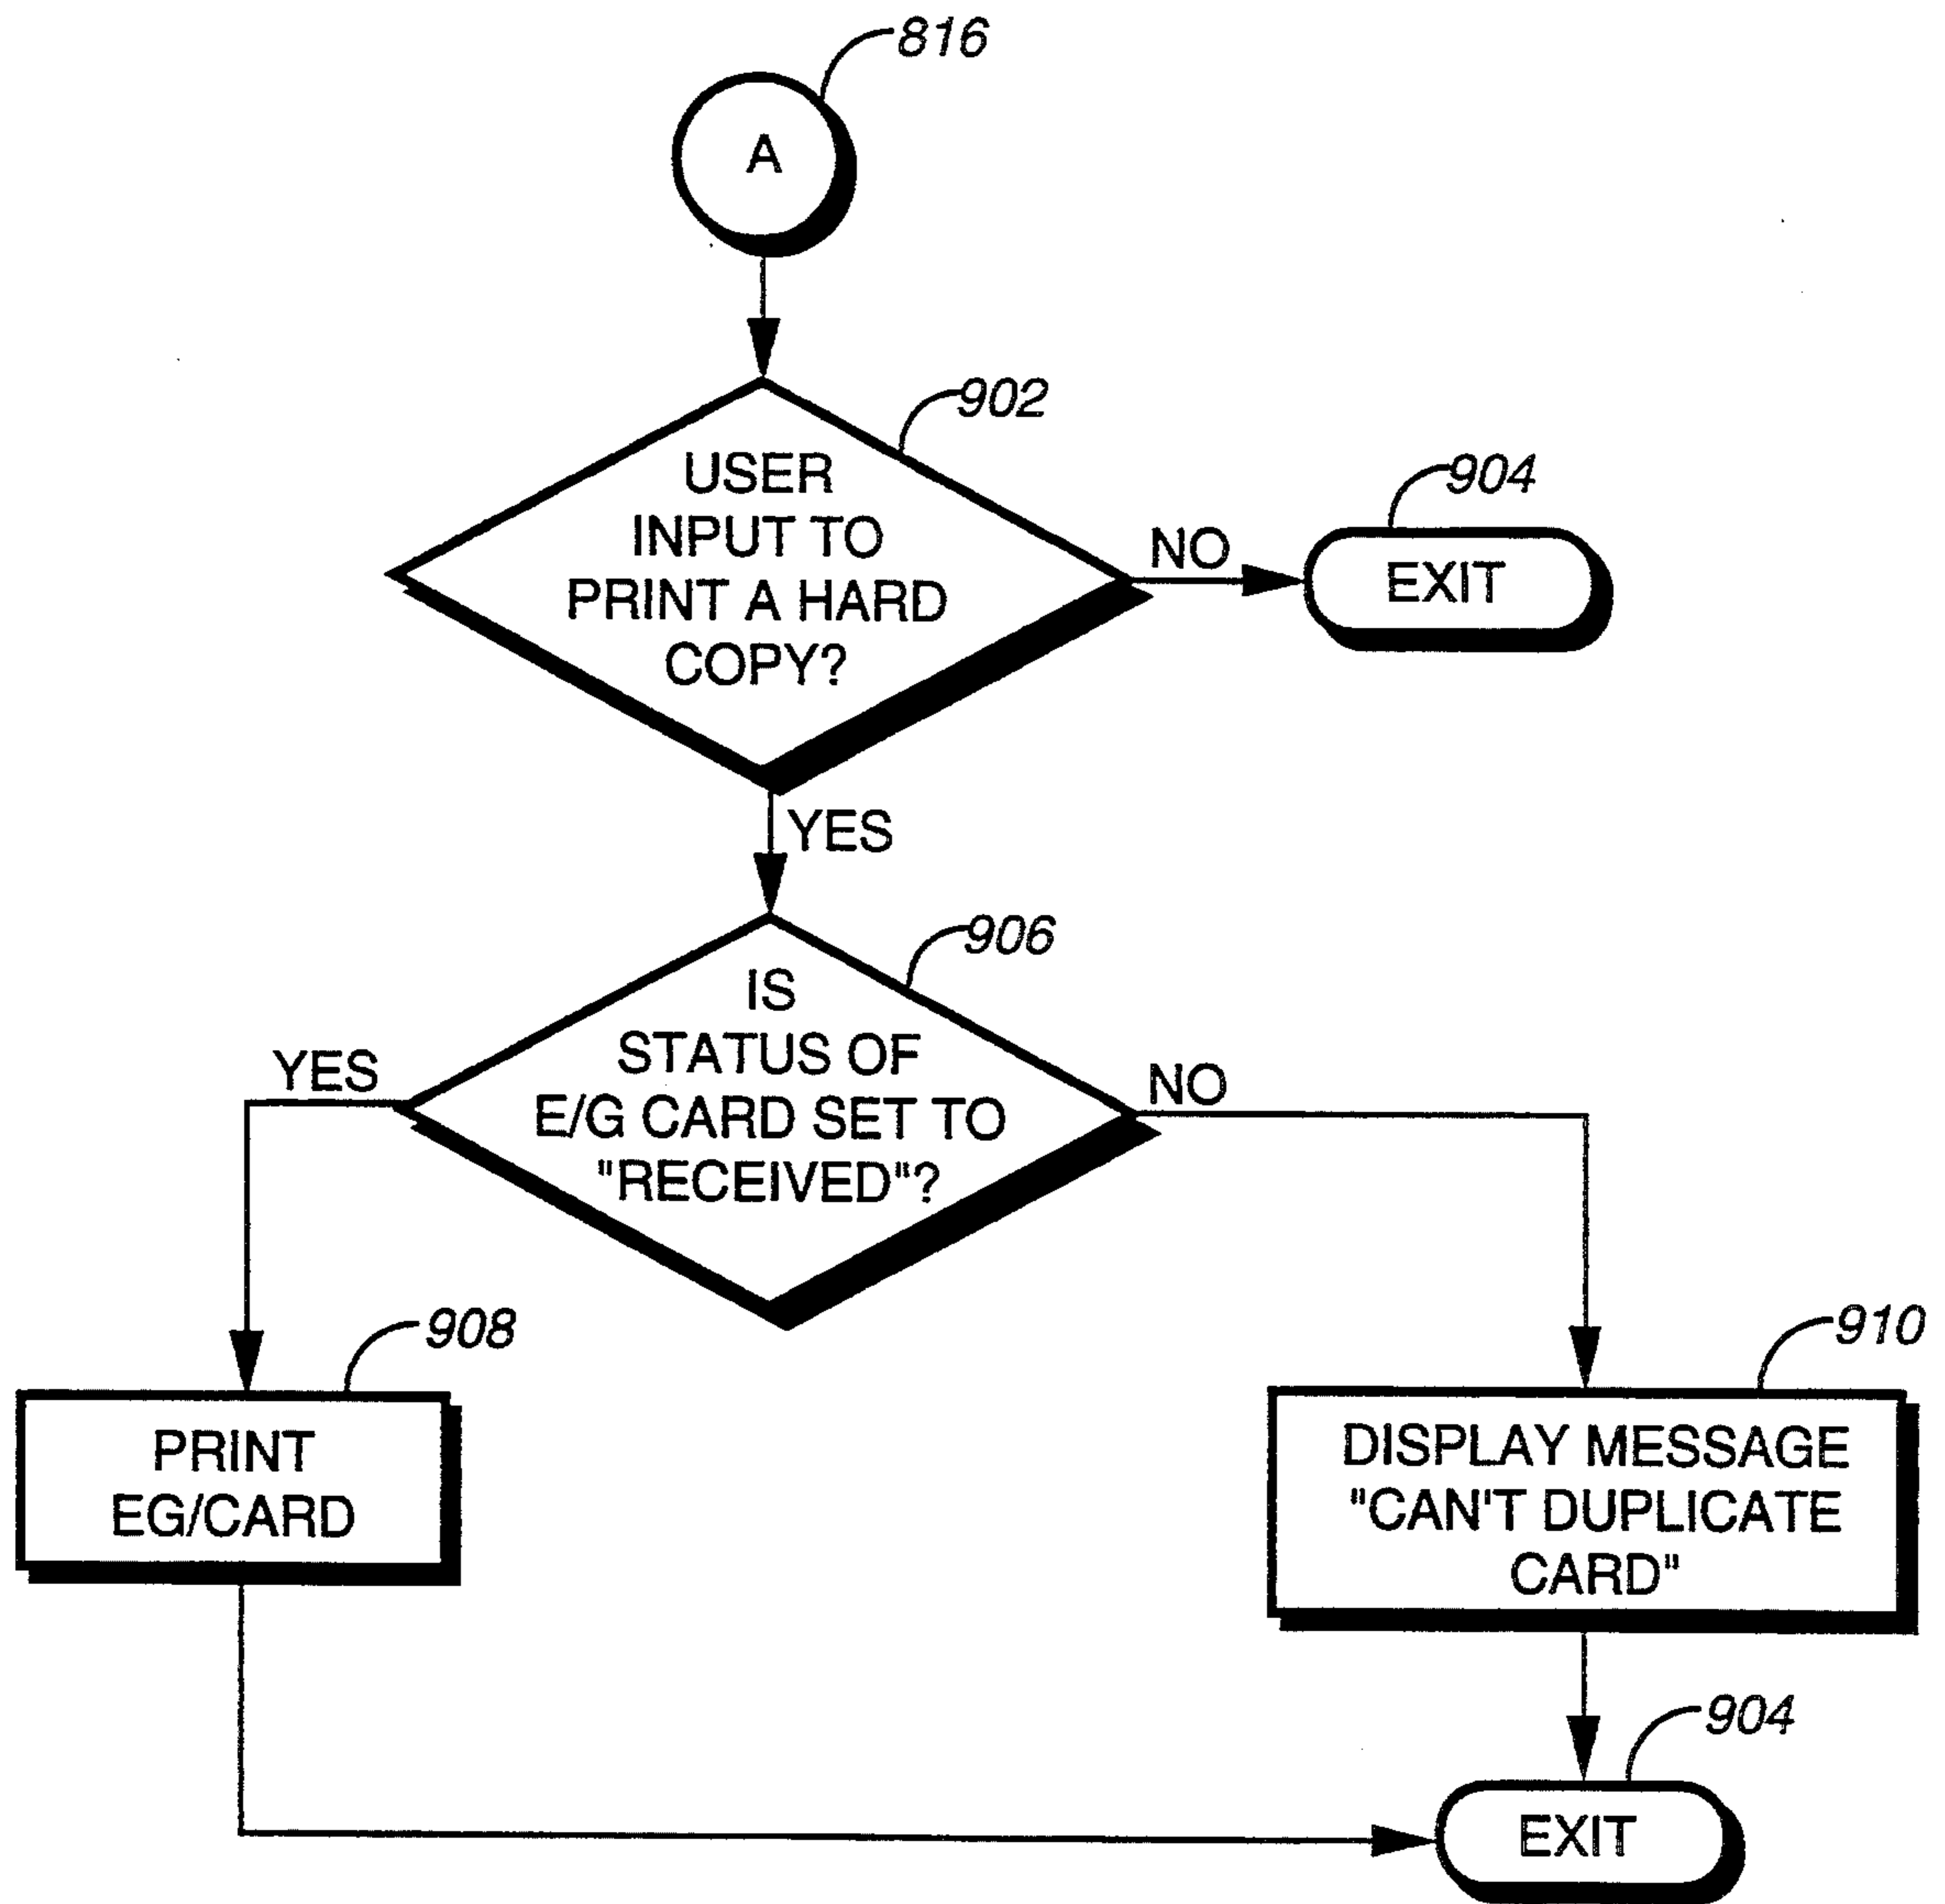 816
A
902
USER
INPUT TO
PRINT A HARD
COPY?
NO
904
EXIT
YES
906
IS
STATUS OF
E/G CARD SET TO
"RECEIVED"?
YES
NO
908
PRINT
EG/CARD
910
DISPLAY MESSAGE
"CAN'T DUPLICATE
CARD"
904
EXIT